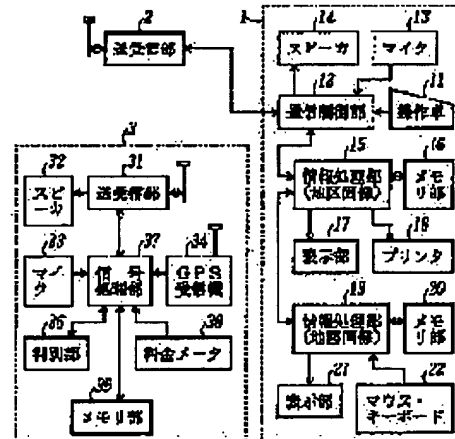 2
送受信部
1
14
スピーカ
13
マイク
12
通信制御部
11
操作卓
15
情報処理部
(地区画像)
16
メモリ部
17
表示部
18
プリンタ
19
情報処理部
(地図画像)
20
メモリ部
21
表示部
22
マウス・キーボード
3
32
スピーカ
31
送受信部
33
マイク
37
信号処理部
34
GPS受信機
35
判別部
38
料金メータ
36
メモリ部